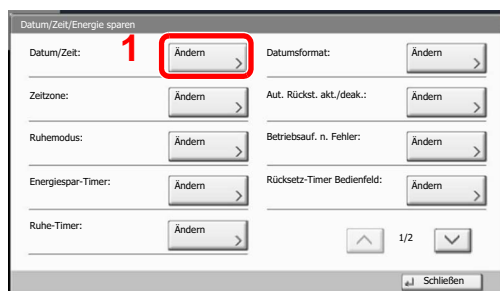 Datum/Zeit/Energie sparen
Datum/Zeit: 1 Ändern Datumsformat: Ändern
Zeitzone: Ändern Aut. Rückst. akt./deak.: Ändern
Ruhemodus: Ändern Betriebsauf. n. Fehler: Ändern
Energiespar-Timer: Ändern Rücksetz-Timer Bedienfeld: Ändern
Ruhe-Timer: Ändern 1/2
Schließen